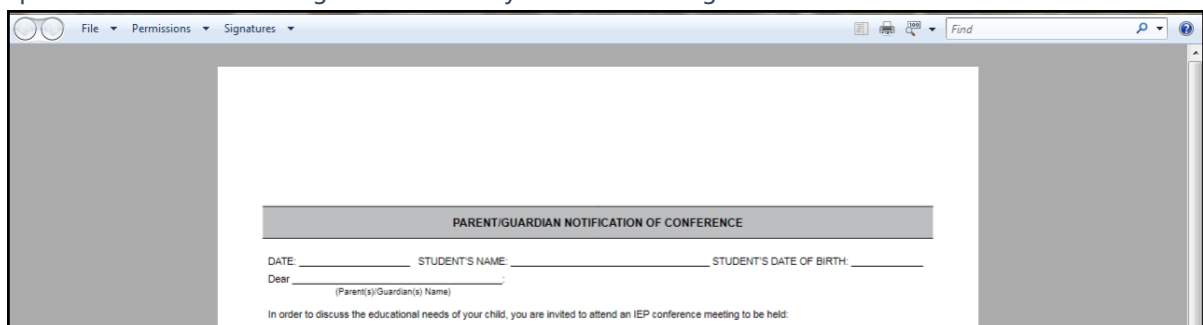 File Permissions Signatures Find
PARENT/GUARDIAN NOTIFICATION OF CONFERENCE
DATE: STUDENT'S NAME: STUDENT'S DATE OF BIRTH:
Dear :
(Parent(s)/Guardian(s) Name)
In order to discuss the educational needs of your child, you are invited to attend an IEP conference meeting to be held: